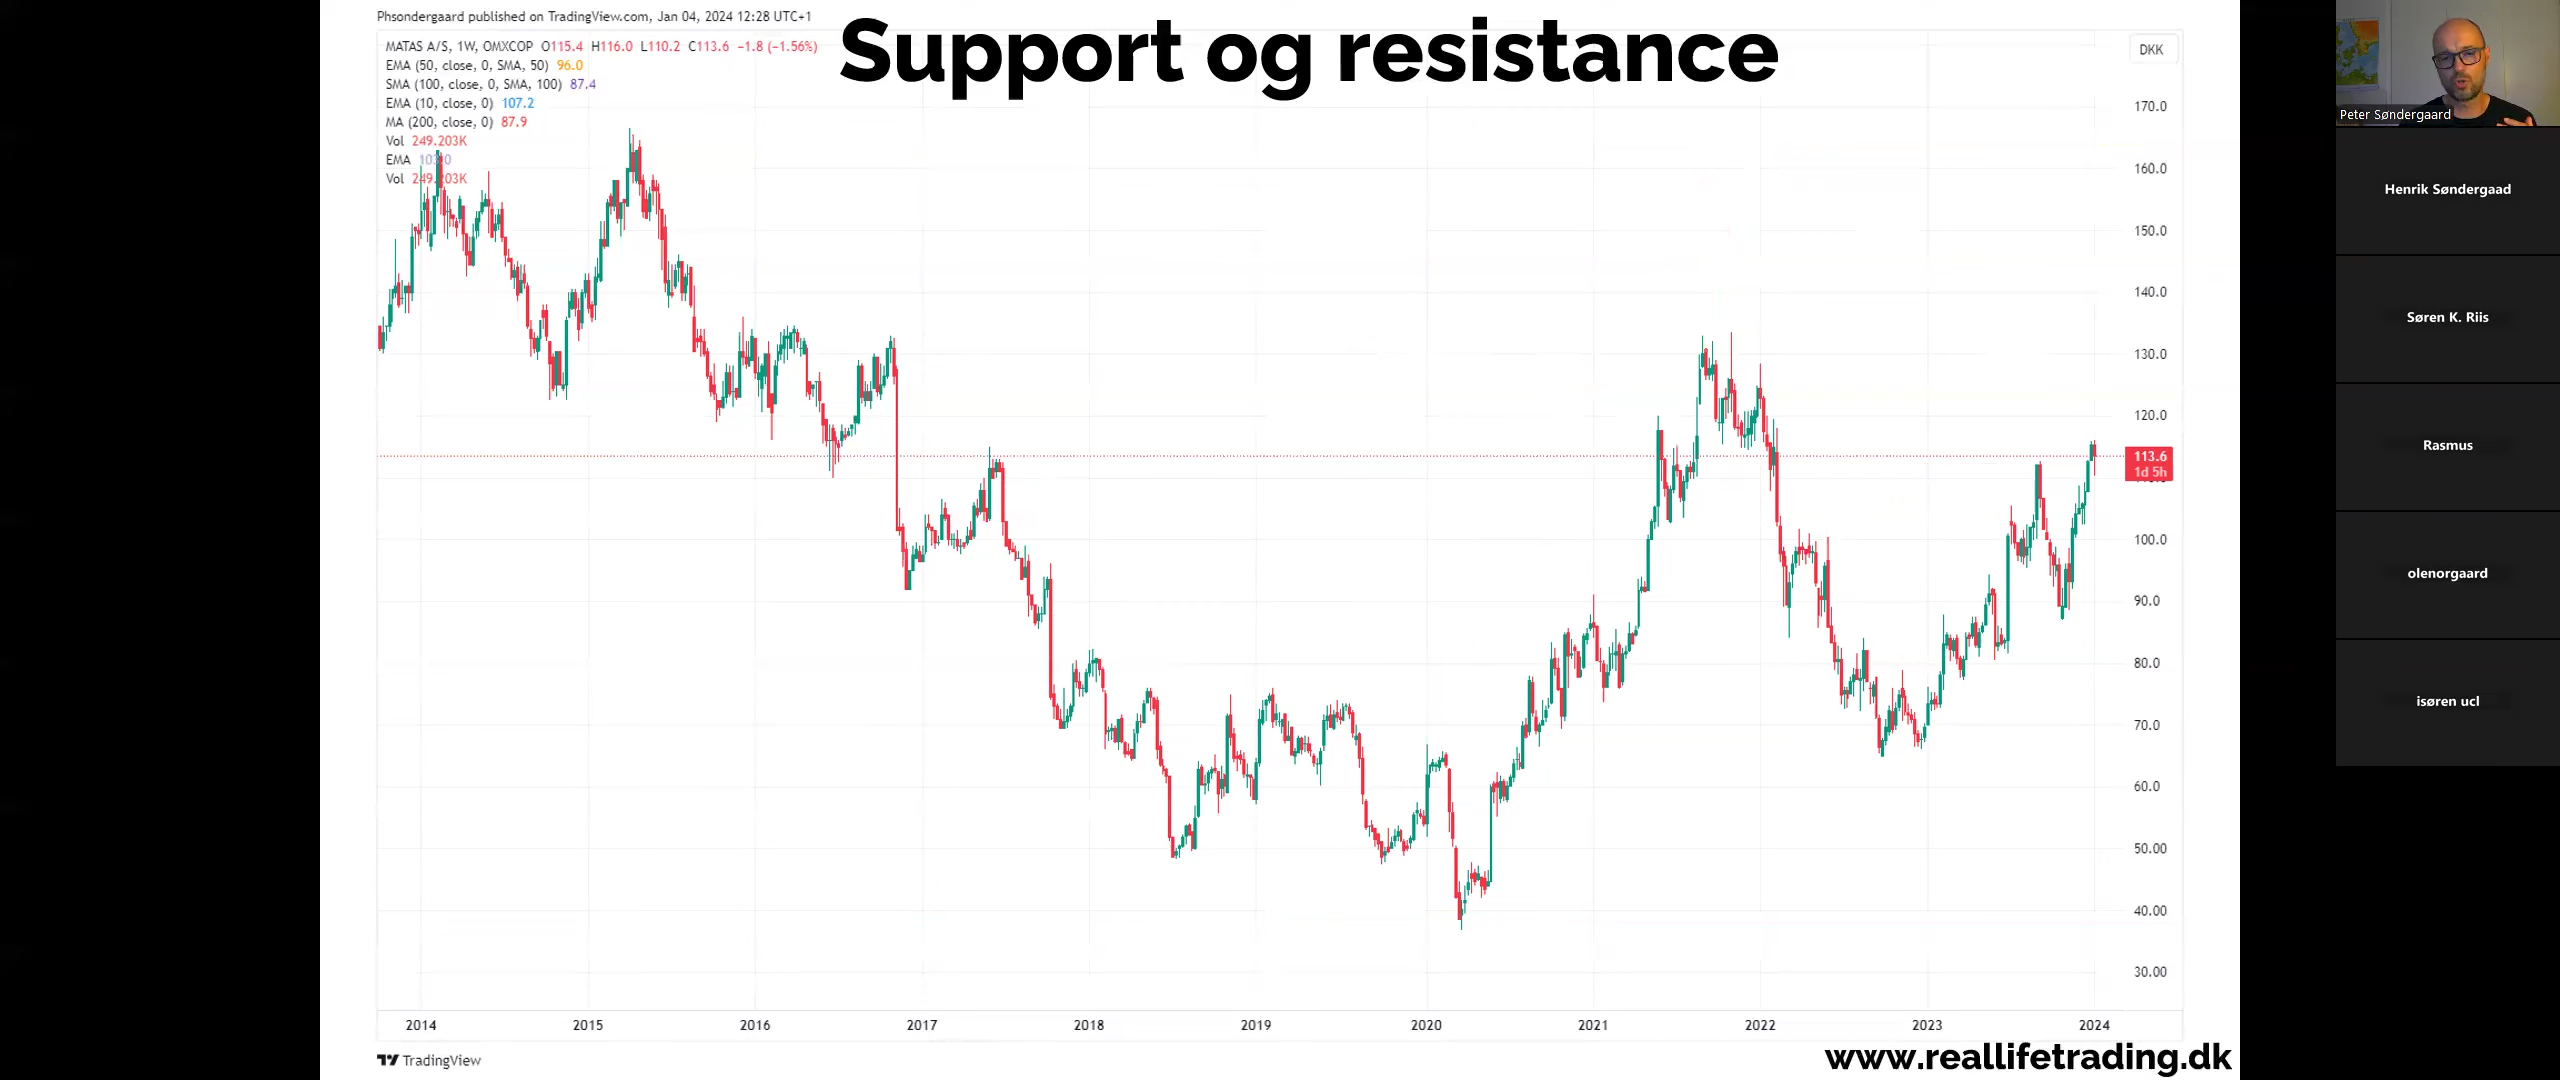 Phsondergaard published on TradingView.com, Jan 04, 2024 12:28 UTC+1
Support og resistance
MATAS A/S, 1W, OMXCOP O115.4 H116.0 L110.2 C113.6 −1.8 (−1.56%)
EMA (50, close, 0, SMA, 50) 96.0
SMA (100, close, 0, SMA, 100) 87.4
EMA (10, close, 0) 107.2
MA (200, close, 0) 87.9
Vol 249.203K
EMA
Vol 249.203K
DKK
170.0
160.0
150.0
140.0
130.0
120.0
113.6
1d 5h
100.0
90.0
80.0
70.0
60.0
50.00
40.00
30.00
2014 2015 2016 2017 2018 2019 2020 2021 2022 2023 2024
TradingView
www.reallifetrading.dk
Peter Søndergaard
Henrik Søndergaad
Søren K. Riis
Rasmus
olenorgaard
isøren ucl